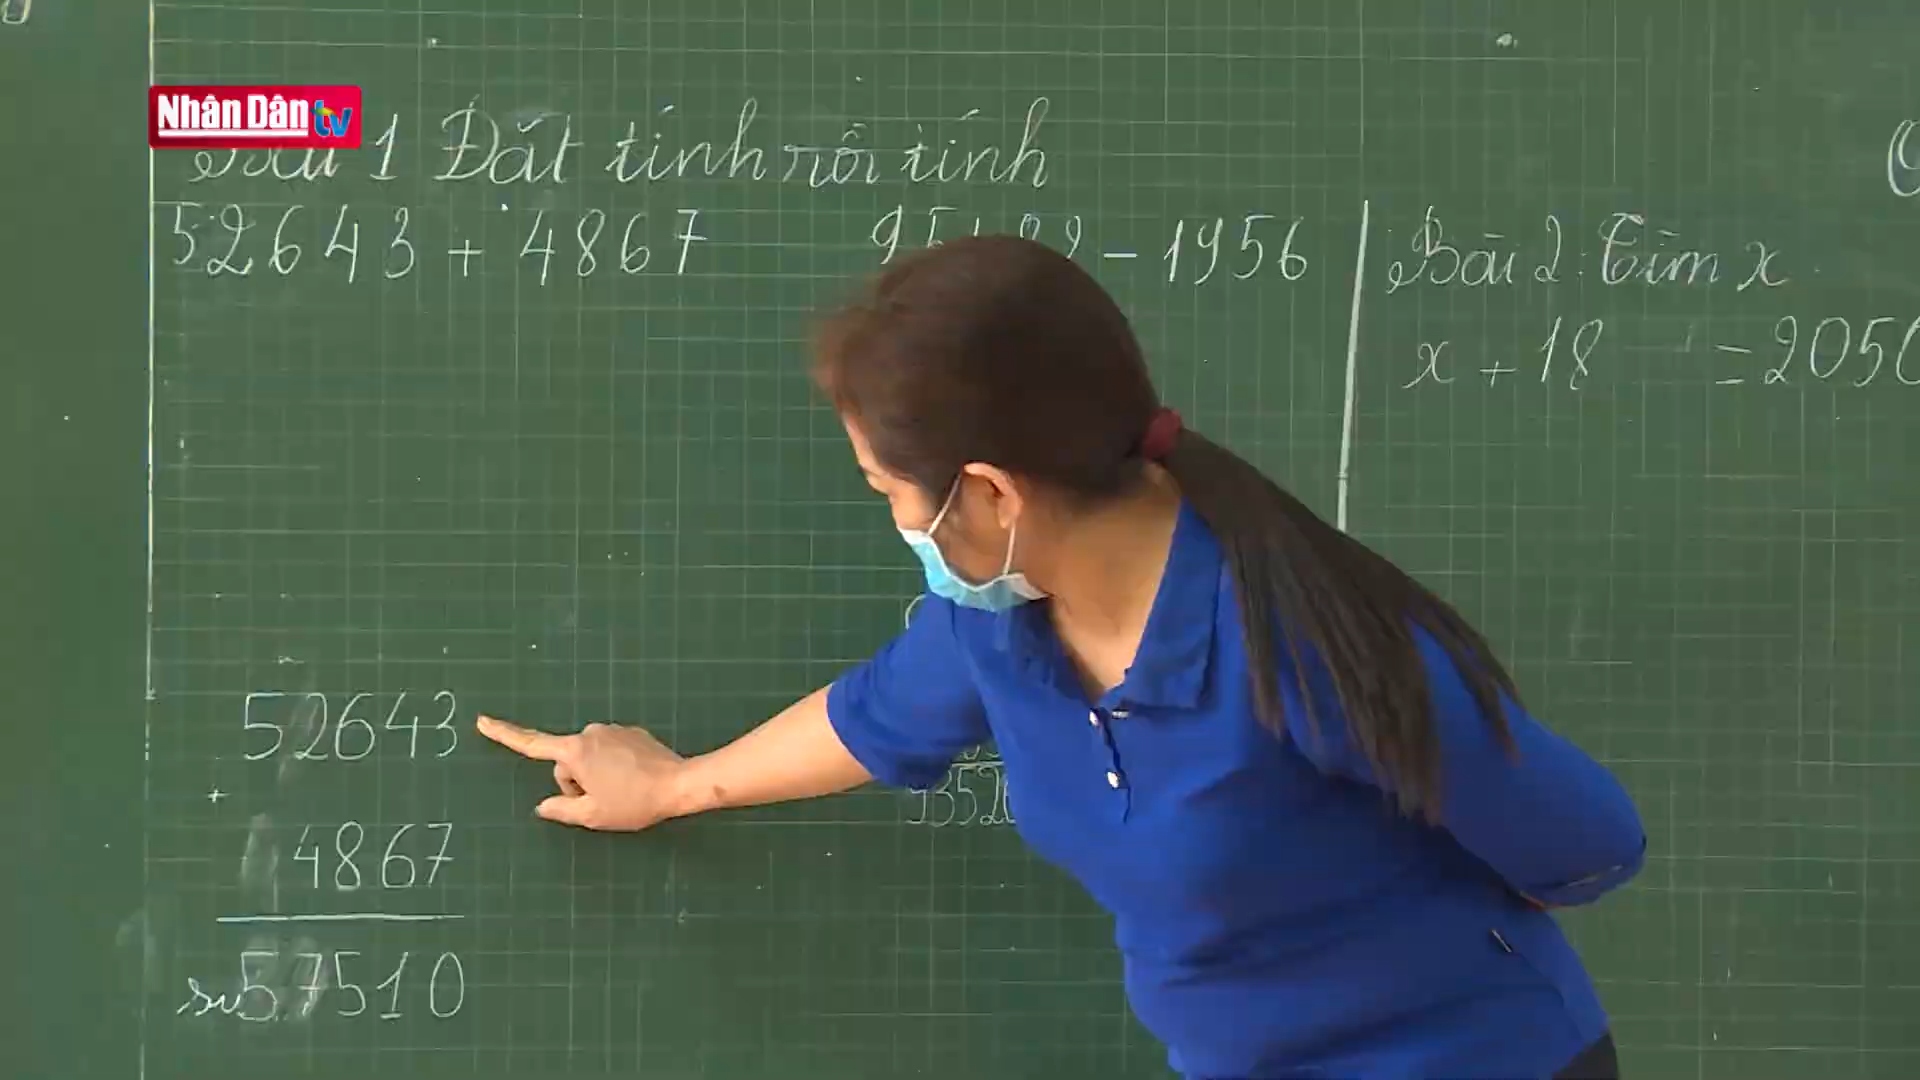 Nhân Dân tv
Bài 1 Đặt tính rồi tính
52643 + 4867
- 1956
Bài 2: Tìm x
x + 18 = 2050
52643
+
4867
57510
9352